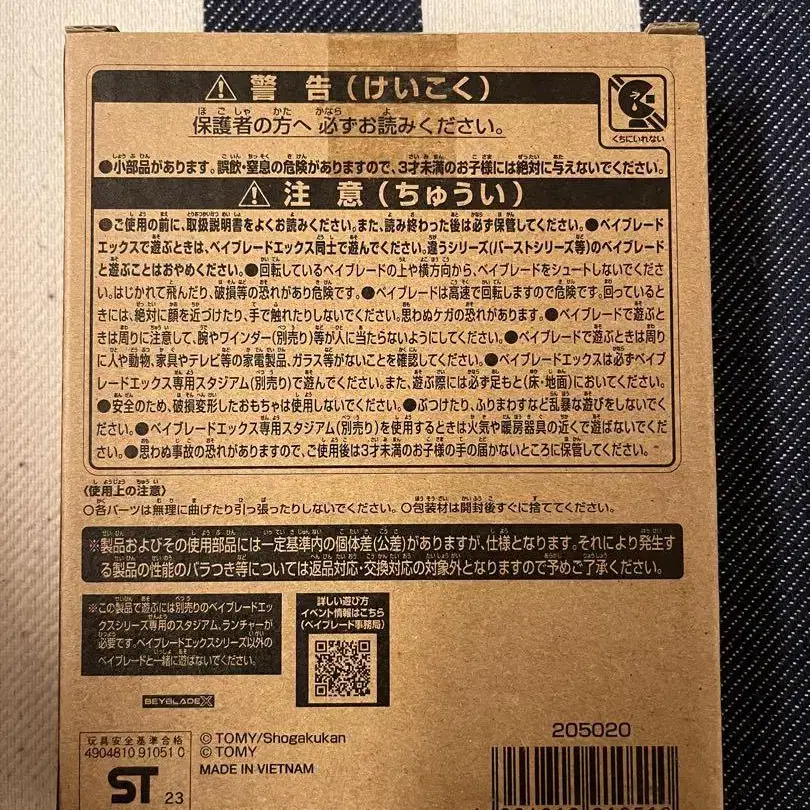 ⚠ 警告(けいこく)
保護者の方へ 必ずお読みください。
くちにいれない
●小部品があります。誤飲・窒息の危険がありますので、3才未満のお子様には絶対に与えないでください。
⚠ 注意(ちゅうい)
●ご使用の前に、取扱説明書をよくお読みください。また、読み終わった後は必ず保管してください。●ベイブレード
エックスで遊ぶときは、ベイブレードエックス同士で遊んでください。違うシリーズ(バーストシリーズ等)のベイブレード
と遊ぶことはおやめください。●回転しているベイブレードの上や横方向から、ベイブレードをシュートしないでくださ
い。はじかれて飛んだり、破損等の恐れがあり危険です。●ベイブレードは高速で回転しますので危険です。回っていると
きには、絶対に顔を近づけたり、手で触れたりしないでください。思わぬケガの恐れがあります。●ベイブレードで遊ぶと
きは周りに注意して、腕やワインダー(別売り)等が人に当たらないようにしてください。●ベイブレードで遊ぶときは周り
に人や動物、家具やテレビ等の家電製品、ガラス等がないことを確認してください。●ベイブレードエックスは必ずベイブ
レードエックス専用スタジアム(別売り)で遊んでください。また、遊ぶ際には必ず足もと(床・地面)においてください。
●安全のため、破損変形したおもちゃは使用しないでください。●ぶつけたり、ふりまわすなど乱暴な遊びをしないでく
ださい。●ベイブレードエックス専用スタジアム(別売り)を使用するときは火気や暖房器具の近くで遊ばないでくださ
い。●思わぬ事故の恐れがありますので、ご使用後は3才未満のお子様の手の届かないところに保管してください。
〈使用上の注意〉
○各パーツは無理に曲げたり引っ張ったりしないでください。○包装材は開封後すぐに捨ててください。
※製品およびその使用部品には一定基準内の個体差(公差)がありますが、仕様となります。それにより発生す
る製品の性能のバラつき等については返品対応・交換対応の対象外となりますので予めご了承ください。
※この製品で遊ぶには別売りのベイブレードエッ
クスシリーズ専用のスタジアム、ランチャーが
必要です。ベイブレードエックスシリーズ以外の
ベイブレードと一緒に遊ばないでください。
詳しい遊び方
イベント情報はこちら
(ベイブレード事務局)
BEYBLADE X
玩具安全基準合格
4904810 91051 0
ST 23
© TOMY/Shogakukan
© TOMY
MADE IN VIETNAM
205020